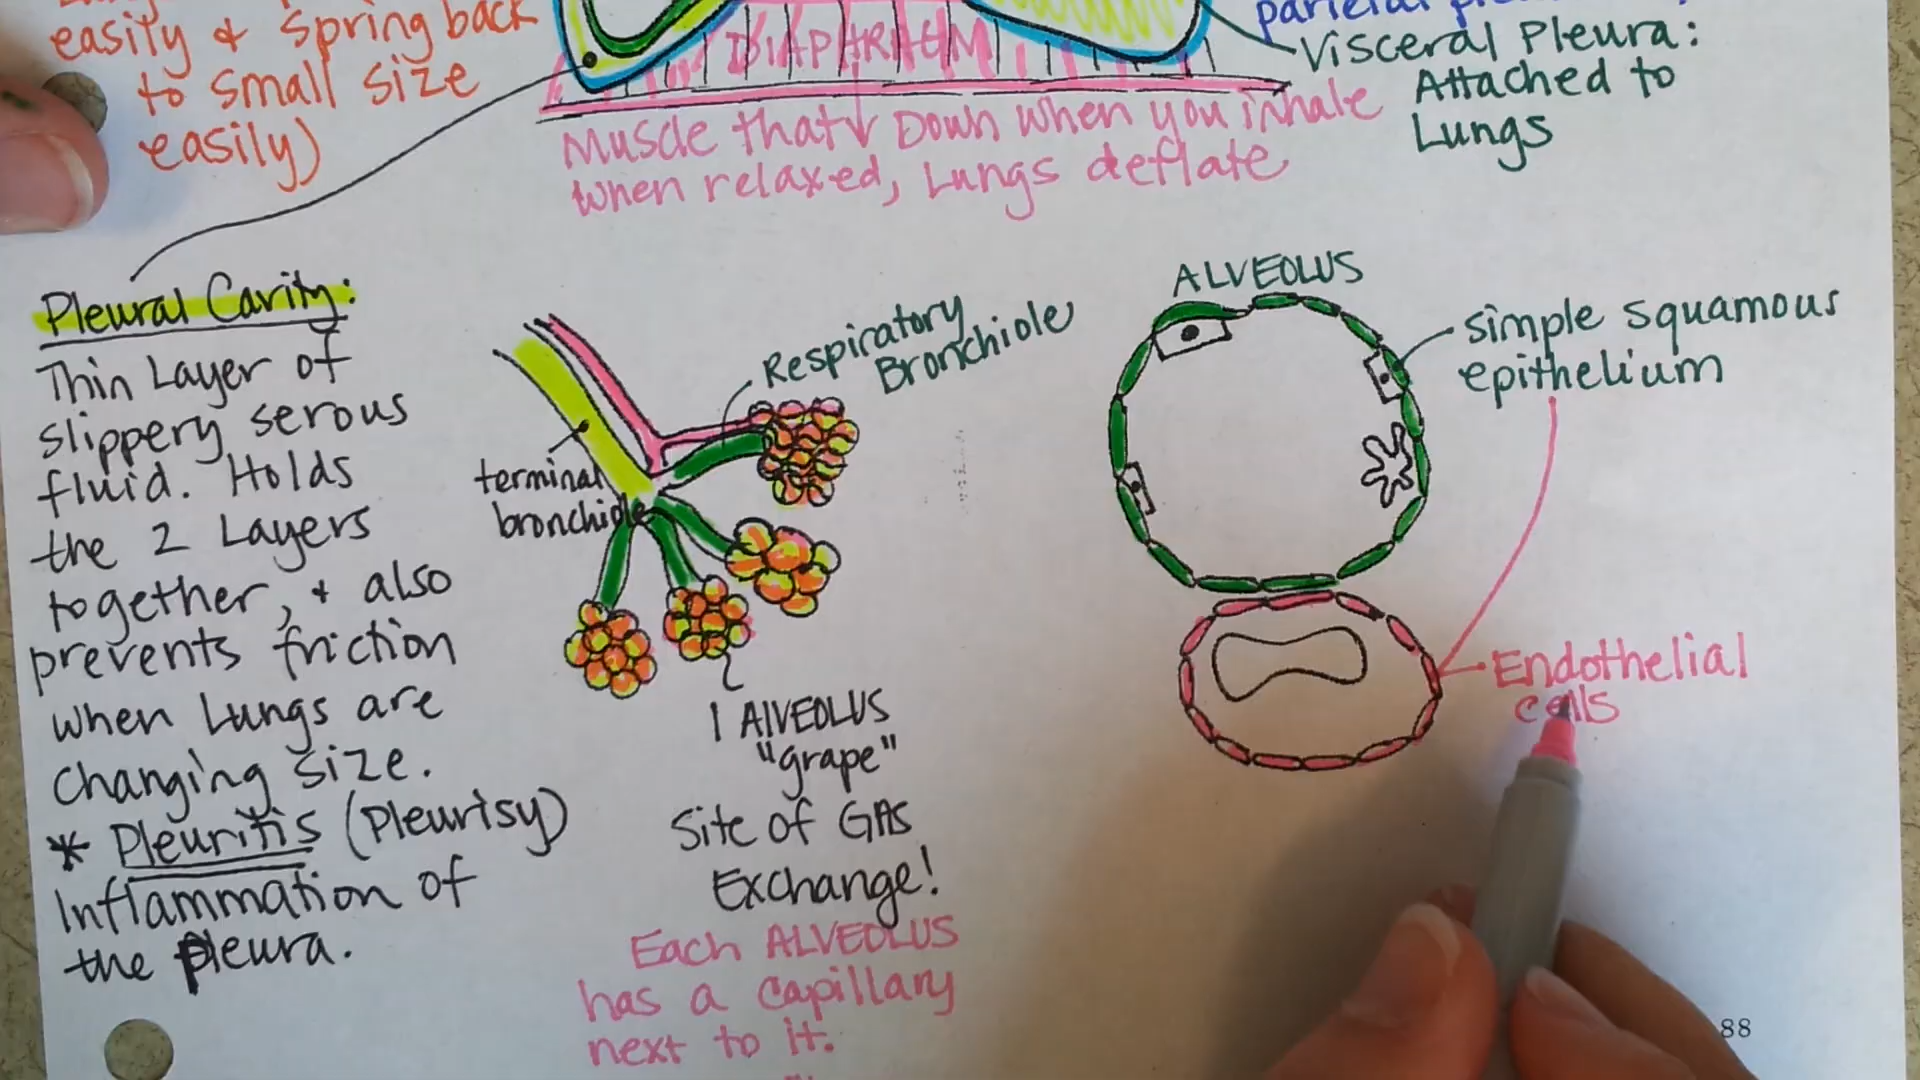 easily & spring back
to small size
easily)
DIAPHRAGM
Muscle that ↓ Down when you inhale
when relaxed, Lungs deflate
parietal
Visceral Pleura:
Attached to
Lungs
Pleural Cavity:
Thin Layer of
slippery serous
fluid. Holds
the 2 Layers
together, & also
prevents friction
when Lungs are
changing size.
* Pleuritis (Pleurisy)
Inflammation of
the pleura.
Respiratory
Bronchiole
terminal
bronchiole
1 AlVEOLUS
"grape"
Site of GAS
Exchange!
Each ALVEOLUS
has a capillary
next to it.
ALVEOLUS
simple squamous
epithelium
Endothelial
cells
88